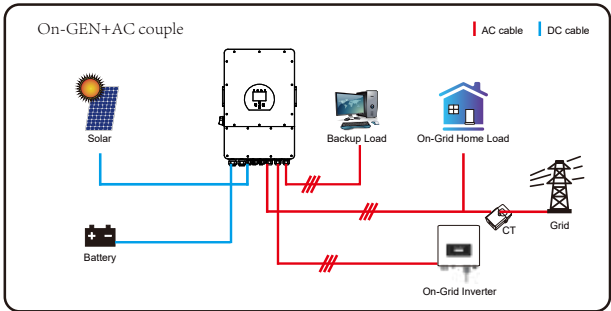 On-GEN+AC couple
AC cable
DC cable
Solar
Backup Load
On-Grid Home Load
CT
Grid
Battery
On-Grid Inverter